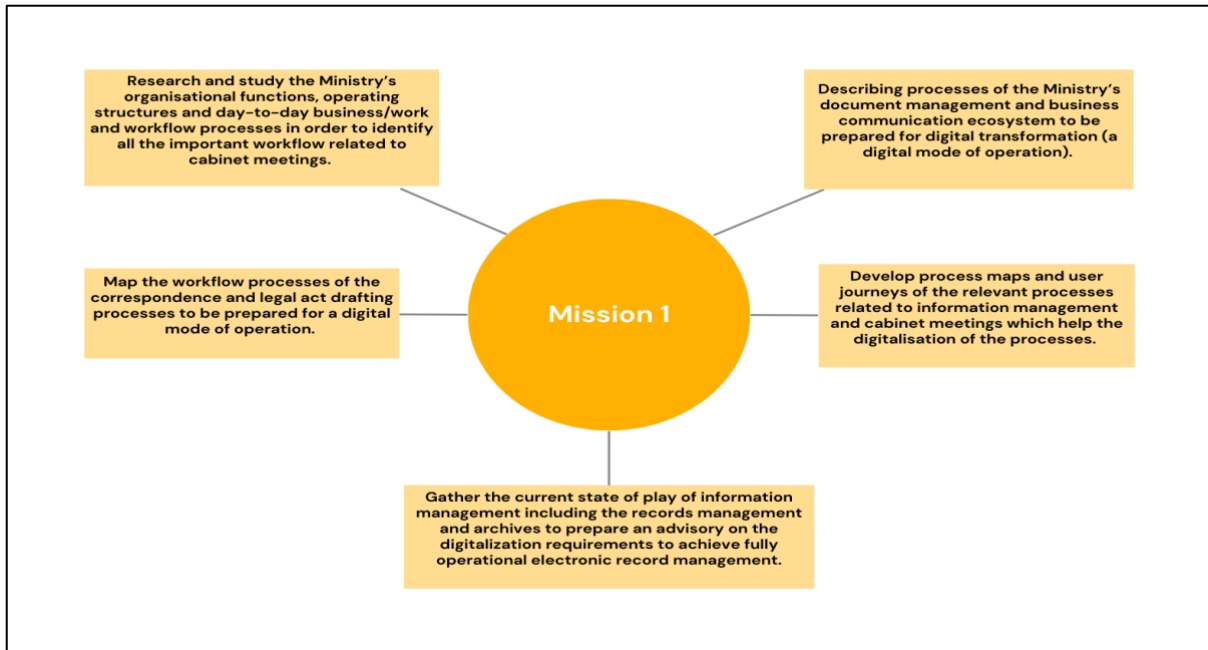 Research and study the Ministry's
organisational functions, operating
structures and day-to-day business/work
and workflow processes in order to identify
all the important workflow related to
cabinet meetings.
Describing processes of the Ministry's
document management and business
communication ecosystem to be
prepared for digital transformation (a
digital mode of operation).
Map the workflow processes of the
correspondence and legal act drafting
processes to be prepared for a digital
mode of operation.
Mission 1
Develop process maps and user
journeys of the relevant processes
related to information management
and cabinet meetings which help the
digitalisation of the processes.
Gather the current state of play of information
management including the records management
and archives to prepare an advisory on the
digitalization requirements to achieve fully
operational electronic record management.